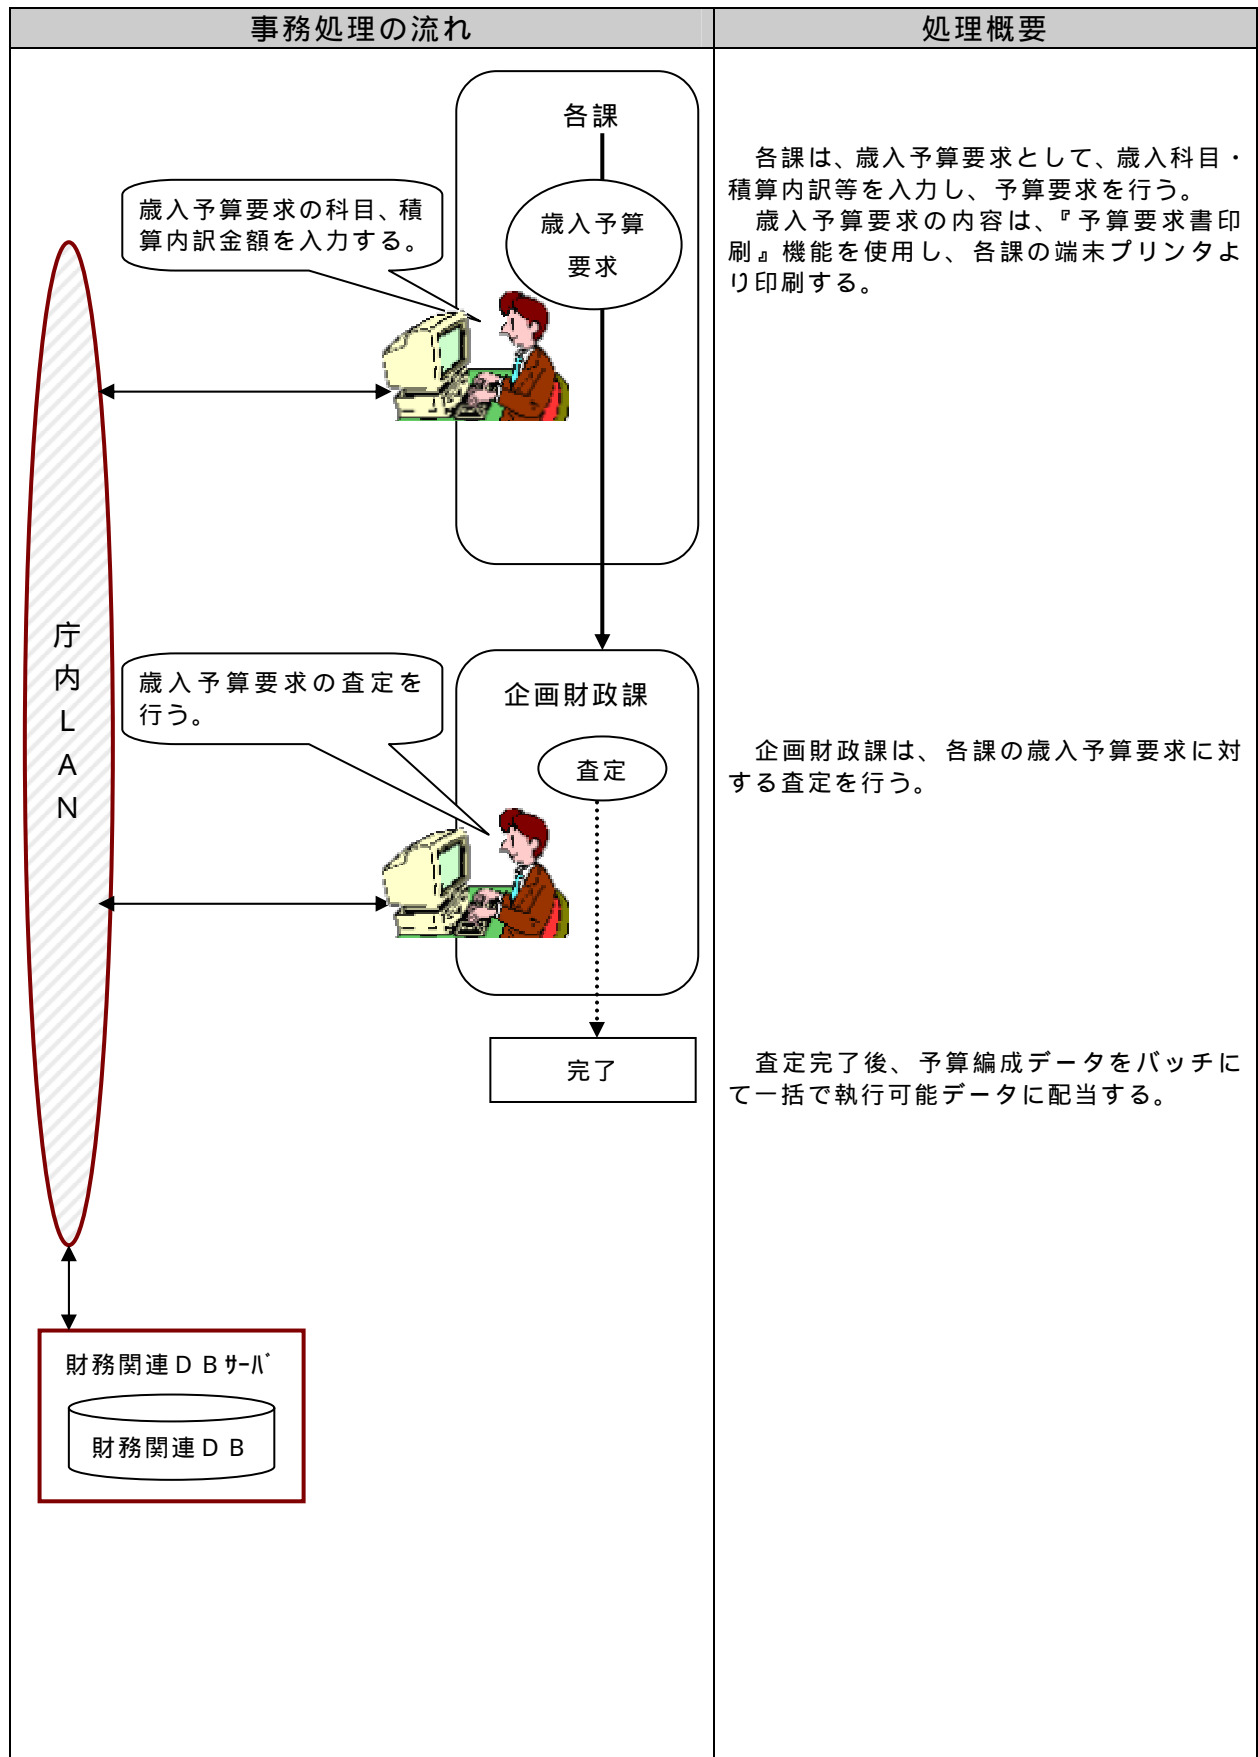 事務処理の流れ
処理概要
各課
歳入予算要求の科目、積
算内訳金額を入力する。
歳入予算
要求
各課は、歳入予算要求として、歳入科目・
積算内訳等を入力し、予算要求を行う。
歳入予算要求の内容は、『予算要求書印
刷』機能を使用し、各課の端末プリンタよ
り印刷する。
庁
内
L
A
N
歳入予算要求の査定を
行う。
企画財政課
査定
企画財政課は、各課の歳入予算要求に対
する査定を行う。
完了
査定完了後、予算編成データをバッチに
て一括で執行可能データに配当する。
財務関連ＤＢｻｰﾊﾞ
財務関連ＤＢ